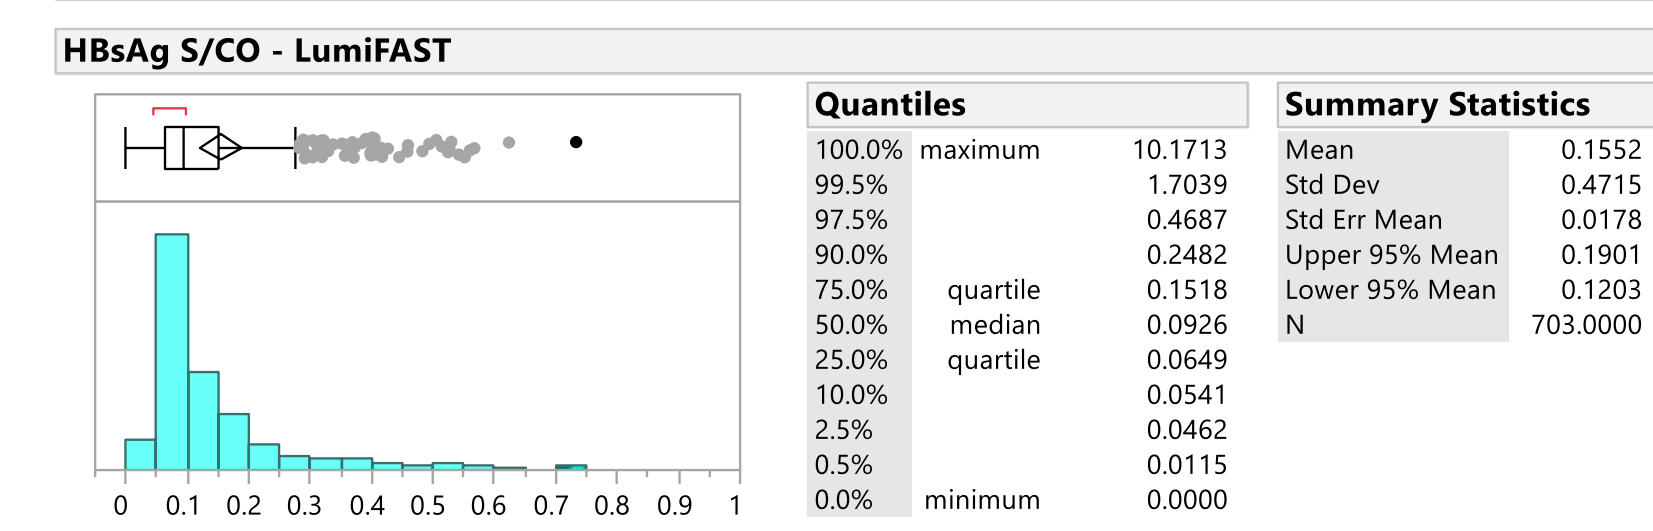 HBsAg S/CO - LumiFAST
Quantiles
100.0% maximum 10.1713
99.5% 1.7039
97.5% 0.4687
90.0% 0.2482
75.0% quartile 0.1518
50.0% median 0.0926
25.0% quartile 0.0649
10.0% 0.0541
2.5% 0.0462
0.5% 0.0115
0.0% minimum 0.0000
Summary Statistics
Mean 0.1552
Std Dev 0.4715
Std Err Mean 0.0178
Upper 95% Mean 0.1901
Lower 95% Mean 0.1203
N 703.0000
0 0.1 0.2 0.3 0.4 0.5 0.6 0.7 0.8 0.9 1